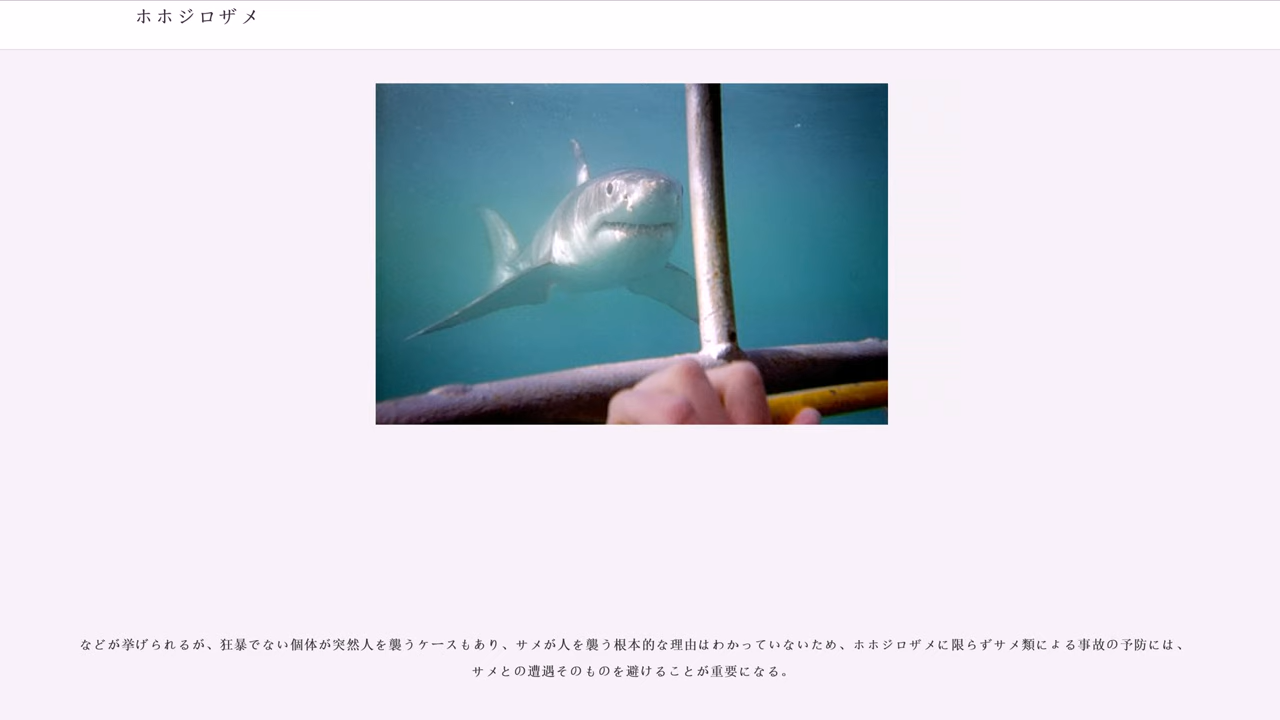 ホホジロザメ
などが挙げられるが、狂暴でない個体が突然人を襲うケースもあり、サメが人を襲う根本的な理由はわかっていないため、ホホジロザメに限らずサメ類による事故の予防には、
サメとの遭遇そのものを避けることが重要になる。